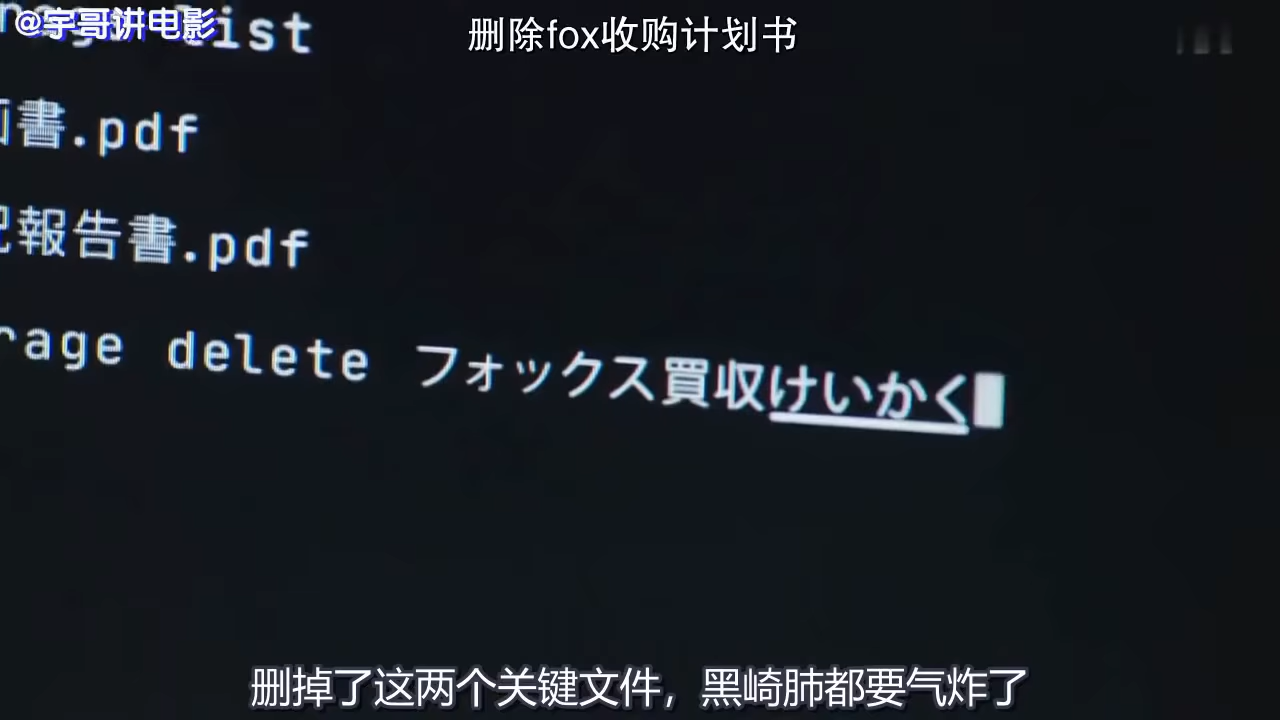 @宇哥讲电影
list
删除fox收购计划书
書.pdf
報告書.pdf
rage delete フォックス買収けいかく
删掉了这两个关键文件，黑崎肺都要气炸了